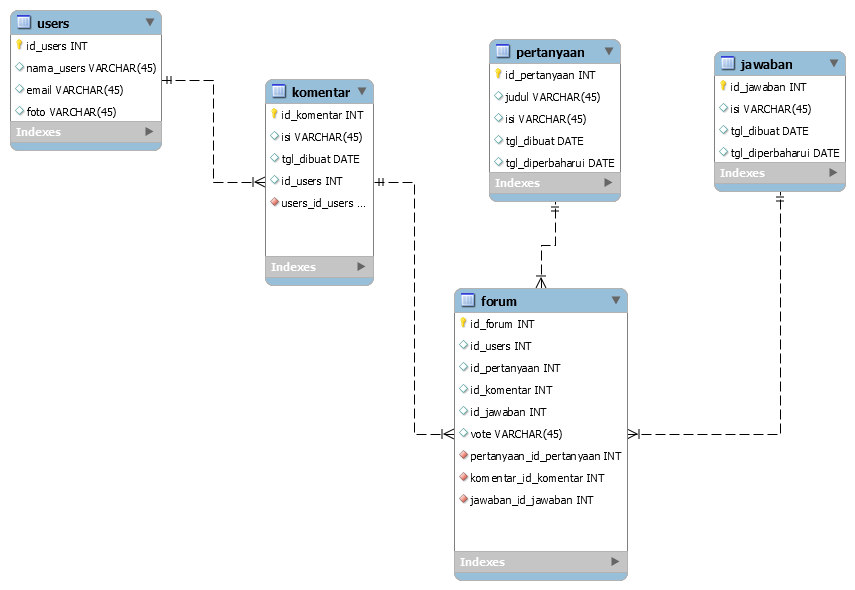 users
id_users INT
nama_users VARCHAR(45)
email VARCHAR(45)
foto VARCHAR(45)
Indexes
komentar
id_komentar INT
isi VARCHAR(45)
tgl_dibuat DATE
id_users INT
users_id_users ...
Indexes
pertanyaan
id_pertanyaan INT
judul VARCHAR(45)
isi VARCHAR(45)
tgl_dibuat DATE
tgl_diperbaharui DATE
Indexes
jawaban
id_jawaban INT
isi VARCHAR(45)
tgl_dibuat DATE
tgl_diperbaharui DATE
Indexes
forum
id_forum INT
id_users INT
id_pertanyaan INT
id_komentar INT
id_jawaban INT
vote VARCHAR(45)
pertanyaan_id_pertanyaan INT
komentar_id_komentar INT
jawaban_id_jawaban INT
Indexes